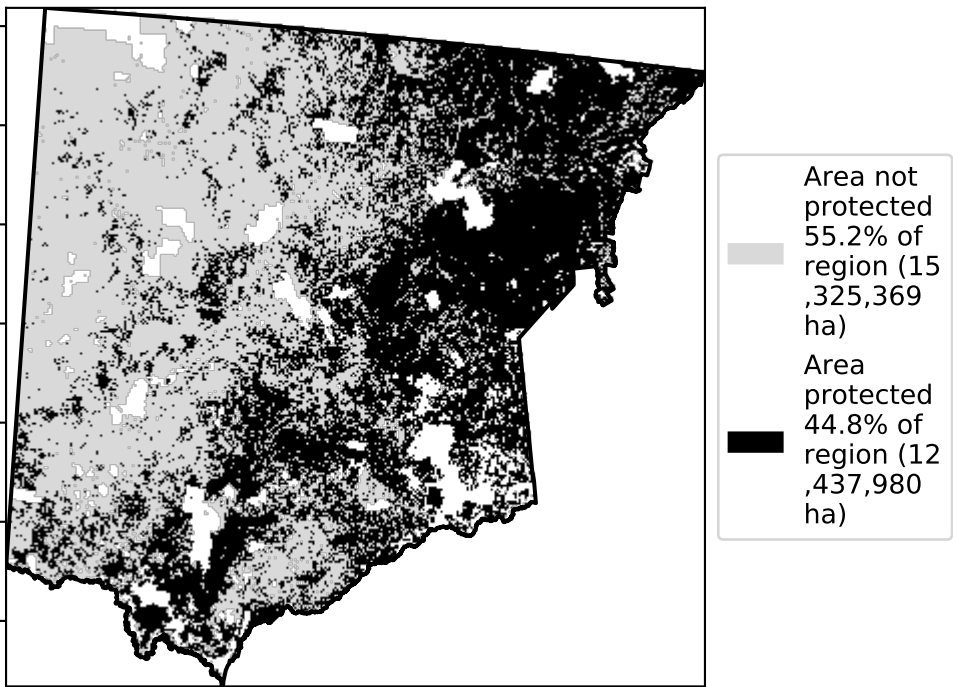 Area not
protected
55.2% of
region (15
,325,369
ha)
Area
protected
44.8% of
region (12
,437,980
ha)